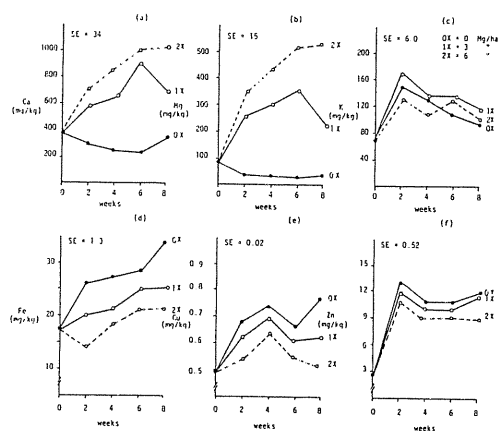 (a)
SE = 34
Ca
(mg/kg)
1000
800
600
400
200
2X
1X
0X
0 2 4 6 8
weeks
(b)
SE = 15
Mg
(mg/kg)
500
400
300
200
100
2X
1X
0X
0 2 4 6 8
weeks
(c)
SE = 6.0
0X = 0 Mg/ha
1X = 3 "
2X = 6 "
K
(mg/kg)
200
150
100
50
1X
2X
0X
0 2 4 6 8
weeks
(d)
SE = 1.3
Fe
(mg/kg)
30
20
10
0X
1X
2X
0 2 4 6 8
weeks
(e)
SE = 0.02
Cu
(mg/kg)
0.9
0.8
0.7
0.6
0.5
0X
1X
2X
0 2 4 6 8
weeks
(f)
SE = 0.52
Zn
(mg/kg)
12
9
6
3
0X
1X
2X
0 2 4 6 8
weeks